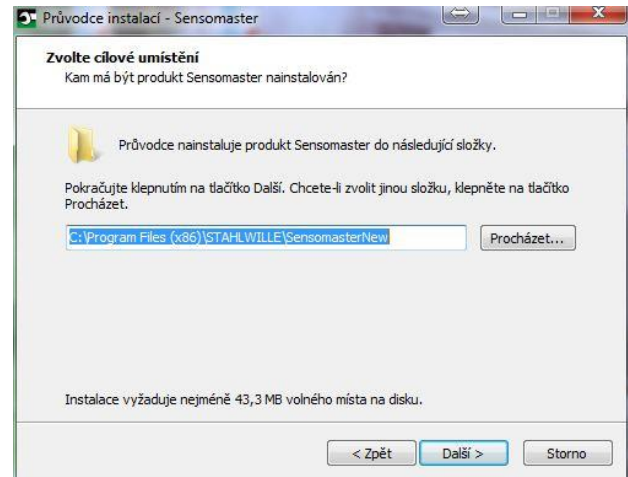 Průvodce instalací - Sensomaster
Zvolte cílové umístění
Kam má být produkt Sensomaster nainstalován?
Průvodce nainstaluje produkt Sensomaster do následující složky.
Pokračujte klepnutím na tlačítko Další. Chcete-li zvolit jinou složku, klepněte na tlačítko
Procházet.
C:\Program Files (x86)\STAHLWILLE\SensomasterNew
Procházet...
Instalace vyžaduje nejméně 43,3 MB volného místa na disku.
< Zpět
Další >
Storno